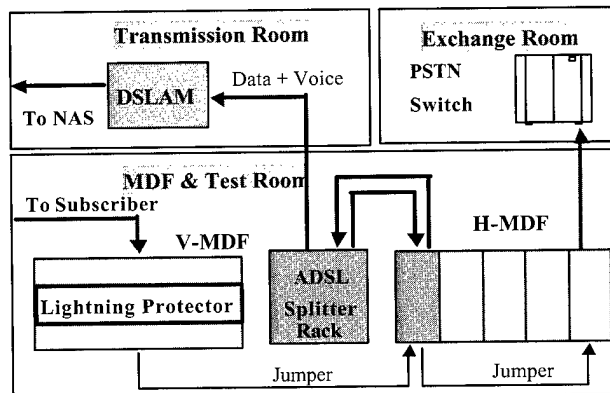 Transmission Room
DSLAM
Data + Voice
To NAS
Exchange Room
PSTN
Switch
MDF & Test Room
To Subscriber
V-MDF
Lightning Protector
ADSL
Splitter
Rack
H-MDF
Jumper
Jumper